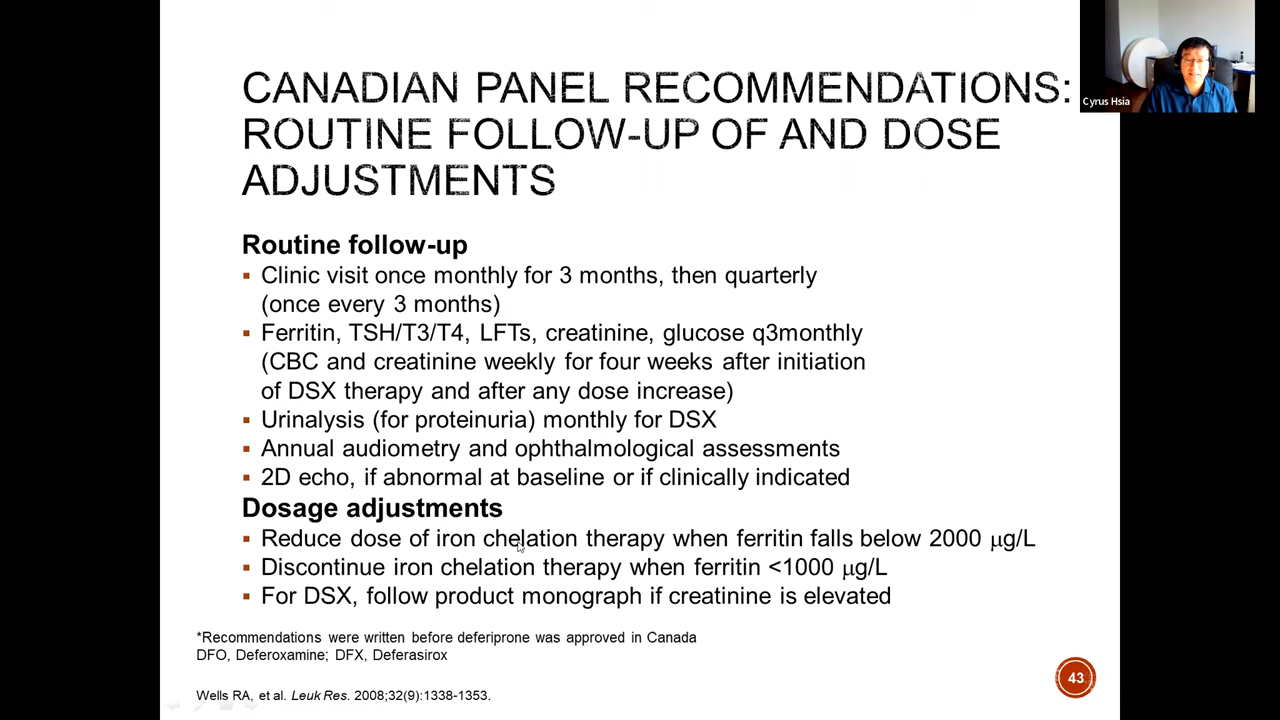 CANADIAN PANEL RECOMMENDATIONS:
ROUTINE FOLLOW-UP OF AND DOSE
ADJUSTMENTS
Cyrus Hsia
Routine follow-up
▪ Clinic visit once monthly for 3 months, then quarterly
(once every 3 months)
▪ Ferritin, TSH/T3/T4, LFTs, creatinine, glucose q3monthly
(CBC and creatinine weekly for four weeks after initiation
of DSX therapy and after any dose increase)
▪ Urinalysis (for proteinuria) monthly for DSX
▪ Annual audiometry and ophthalmological assessments
▪ 2D echo, if abnormal at baseline or if clinically indicated
Dosage adjustments
▪ Reduce dose of iron chelation therapy when ferritin falls below 2000 µg/L
▪ Discontinue iron chelation therapy when ferritin <1000 µg/L
▪ For DSX, follow product monograph if creatinine is elevated
*Recommendations were written before deferiprone was approved in Canada
DFO, Deferoxamine; DFX, Deferasirox
Wells RA, et al. Leuk Res. 2008;32(9):1338-1353.
43